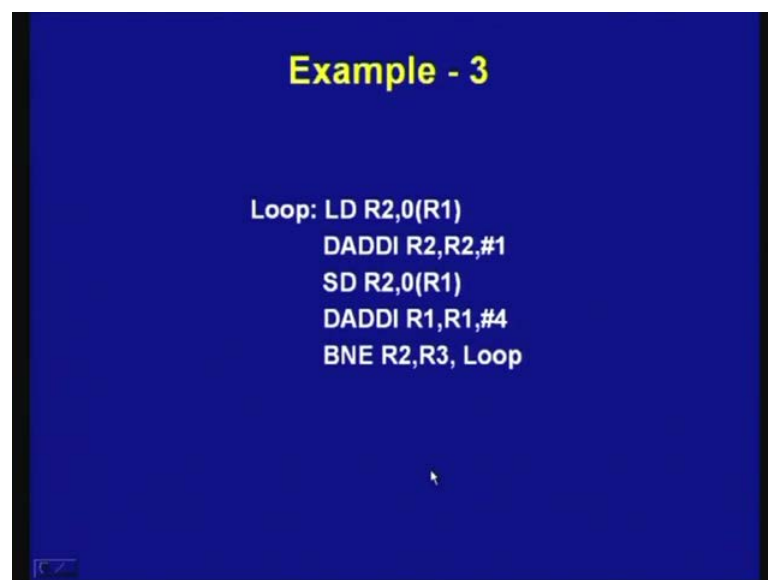 Example - 3
Loop: LD R2,0(R1)
DADDI R2,R2,#1
SD R2,0(R1)
DADDI R1,R1,#4
BNE R2,R3, Loop